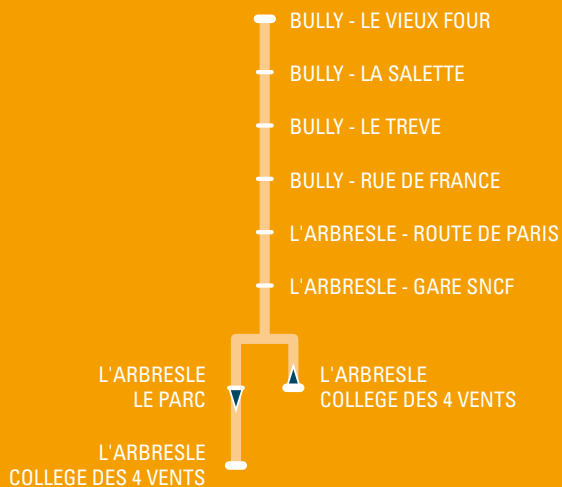 BULLY - LE VIEUX FOUR
BULLY - LA SALETTE
BULLY - LE TREVE
BULLY - RUE DE FRANCE
L'ARBRESLE - ROUTE DE PARIS
L'ARBRESLE - GARE SNCF
L'ARBRESLE
LE PARC
L'ARBRESLE
COLLEGE DES 4 VENTS
L'ARBRESLE
COLLEGE DES 4 VENTS